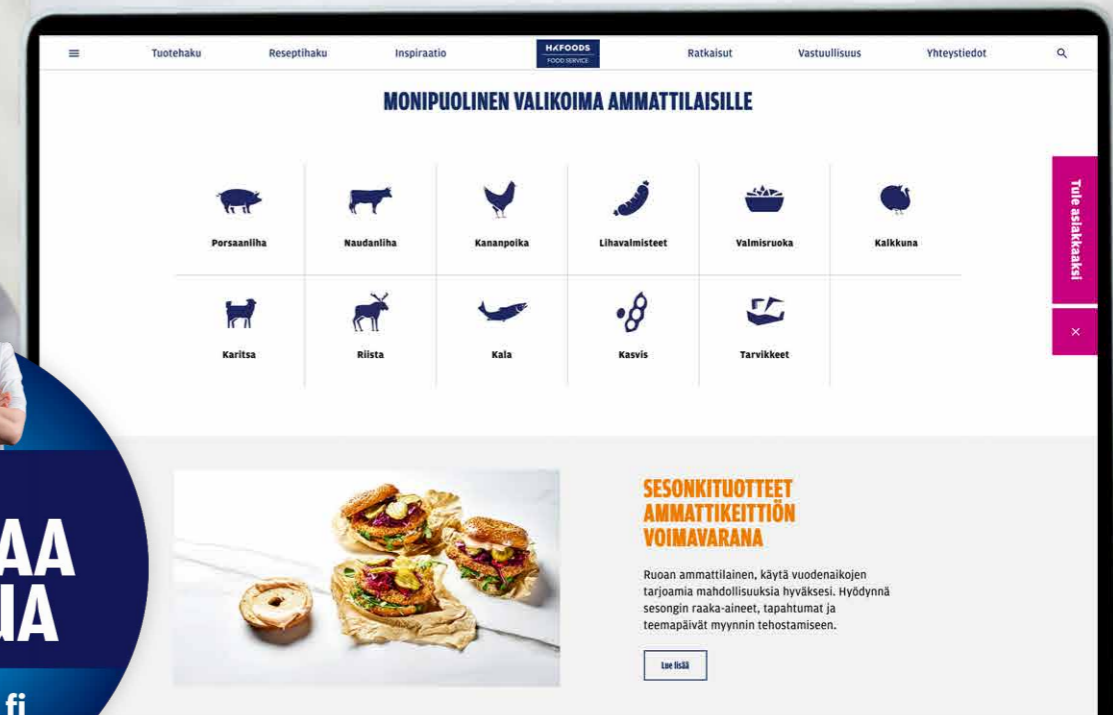 Tuotehaku Reseptihaku Inspiraatio HKFOODS Ratkaisut Vastuullisuus Yhteystiedot
FOOD SERVICE
MONIPUOLINEN VALIKOIMA AMMATTILAISILLE
Porsaanliha Naudanliha Kananpoika Lihavalmisteet Valmisruoka Kalkkuna
Karitsa Riista Kala Kasvis Tarvikkeet
Tule asiakkaaksi
×
SESONKITUOTTEET
AMMATTIKEITTIÖN
VOIMAVARANA
Ruoan ammattilainen, käytä vuodenaikojen
tarjoamia mahdollisuuksia hyväksesi. Hyödynnä
sesongin raaka-aineet, tapahtumat ja
teemapäivät myynnin tehostamiseen.
Lue lisää
fi